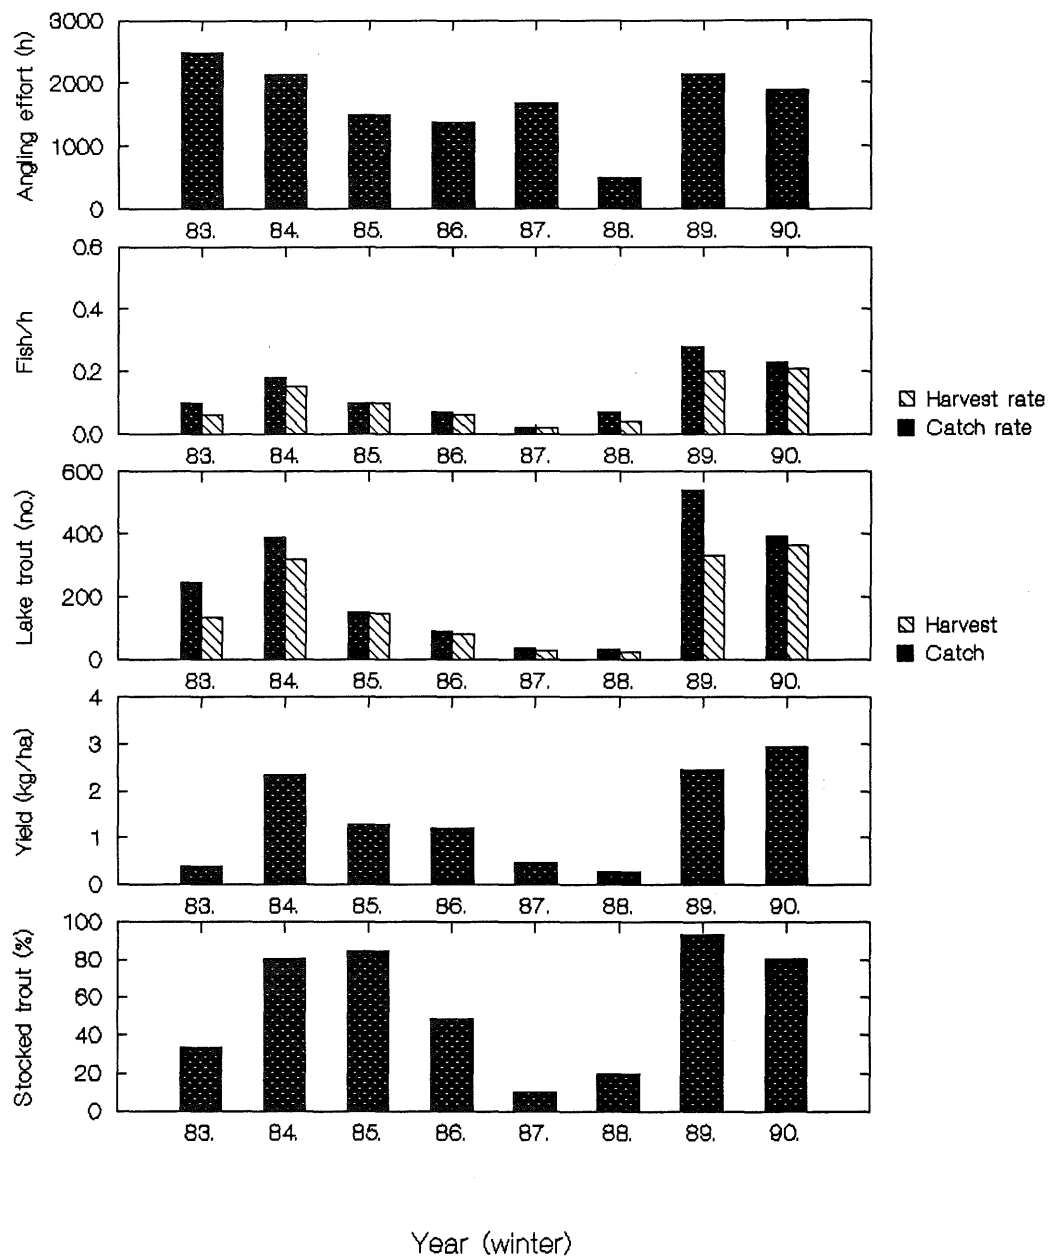 Angling effort (h)
3000
2000
1000
0
83. 84. 85. 86. 87. 88. 89. 90.
Fish/h
0.6
0.4
0.2
0.0
83. 84. 85. 86. 87. 88. 89. 90.
Harvest rate
Catch rate
Lake trout (no.)
600
400
200
0
83. 84. 85. 86. 87. 88. 89. 90.
Harvest
Catch
Yield (kg/ha)
4
3
2
1
0
83. 84. 85. 86. 87. 88. 89. 90.
Stocked trout (%)
100
80
60
40
20
0
83. 84. 85. 86. 87. 88. 89. 90.
Year (winter)